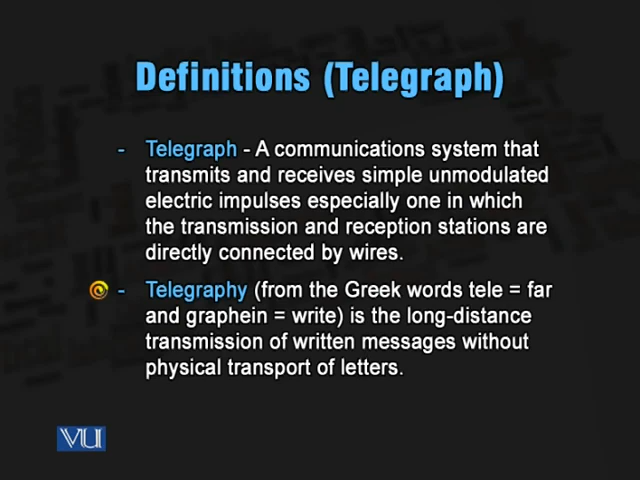 Definitions (Telegraph)
- Telegraph - A communications system that
transmits and receives simple unmodulated
electric impulses especially one in which
the transmission and reception stations are
directly connected by wires.
- Telegraphy (from the Greek words tele = far
and graphein = write) is the long-distance
transmission of written messages without
physical transport of letters.
VU